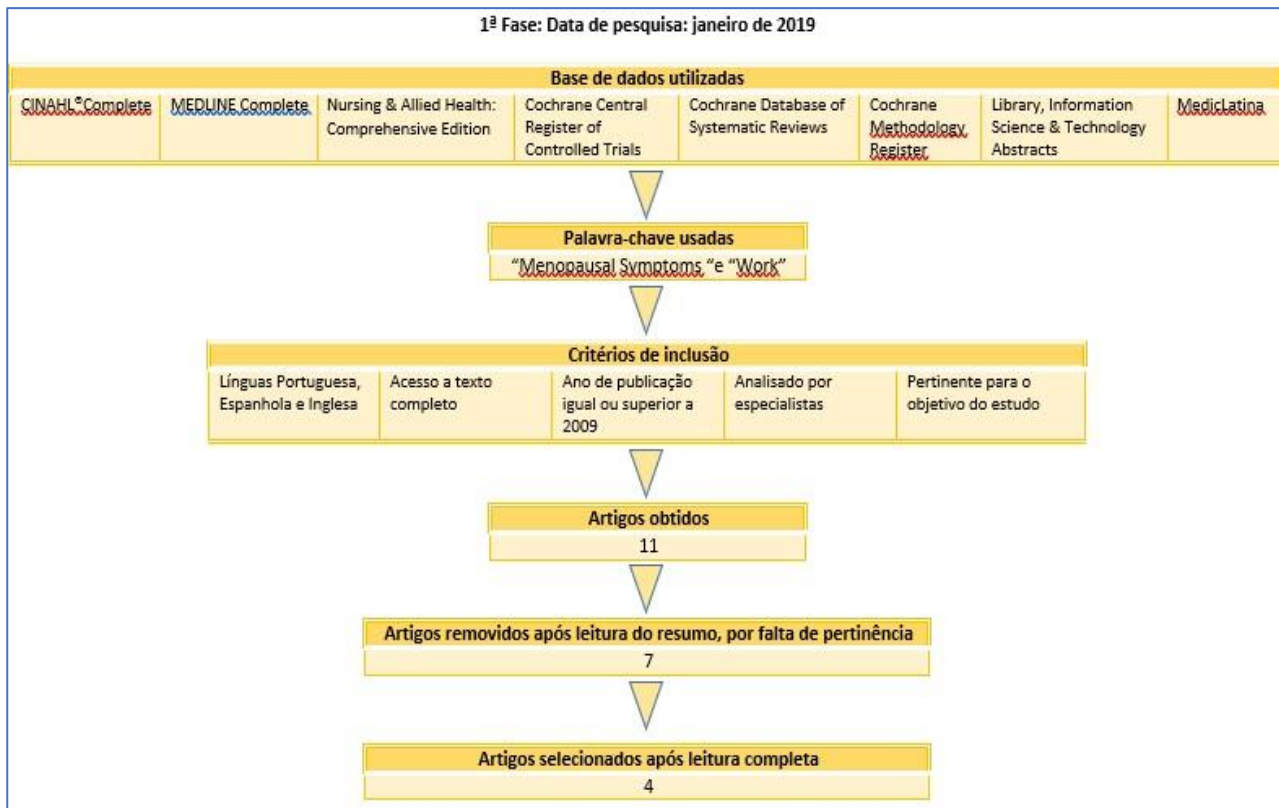 1ª Fase: Data de pesquisa: janeiro de 2019
Base de dados utilizadas
CINAHL®Complete
MEDLINE Complete
Nursing & Allied Health:
Comprehensive Edition
Cochrane Central
Register of
Controlled Trials
Cochrane Database of
Systematic Reviews
Cochrane
Methodology
Register
Library, Information
Science & Technology
Abstracts
MedicLatina
Palavra-chave usadas
“Menopausal Symptoms “e “Work”
Critérios de inclusão
Línguas Portuguesa,
Espanhola e Inglesa
Acesso a texto
completo
Ano de publicação
igual ou superior a
2009
Analisado por
especialistas
Pertinente para o
objetivo do estudo
Artigos obtidos
11
Artigos removidos após leitura do resumo, por falta de pertinência
7
Artigos selecionados após leitura completa
4